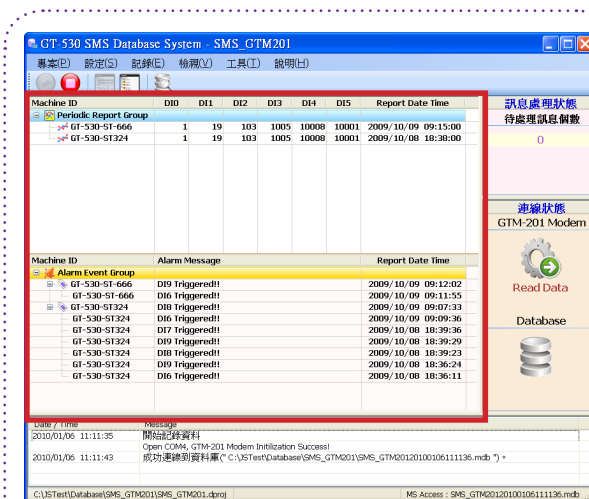 GT-530 SMS Database System - SMS_GTM201
專案(P) 設定(S) 記錄(E) 檢視(V) 工具(T) 說明(H)
Machine ID DI0 DI1 DI2 DI3 DI4 DI5 Report Date Time
Periodic Report Group
GT-530-ST-666 1 19 103 1005 10008 10001 2009/10/09 09:15:00
GT-530-ST324 1 19 103 1005 10008 10001 2009/10/08 18:38:00
Machine ID Alarm Message Report Date Time
Alarm Event Group
GT-530-ST-666 DI9 Triggered!! 2009/10/09 09:12:02
GT-530-ST-666 DI6 Triggered!! 2009/10/09 09:11:55
GT-530-ST324 DI8 Triggered!! 2009/10/09 09:07:33
GT-530-ST324 DI6 Triggered!! 2009/10/09 09:09:36
GT-530-ST324 DI7 Triggered!! 2009/10/08 18:39:36
GT-530-ST324 DI9 Triggered!! 2009/10/08 18:39:29
GT-530-ST324 DI8 Triggered!! 2009/10/08 18:39:23
GT-530-ST324 DI6 Triggered!! 2009/10/08 18:36:24
GT-530-ST324 DI6 Triggered!! 2009/10/08 18:36:11
訊息處理狀態
待處理訊息個數
0
連線狀態
GTM-201 Modem
Read Data
Database
Date / Time Message
2010/01/06 11:11:35 開始記錄資料
Open COM4, GTM-201 Modem Initilization Success!
2010/01/06 11:11:43 成功連線到資料庫(" C:\JSTest\Database\SMS_GTM201\SMS_GTM20120100106111136.mdb ")。
C:\JSTest\Database\SMS_GTM201\SMS_GTM201.dproj MS Access : SMS_GTM20120100106111136.mdb